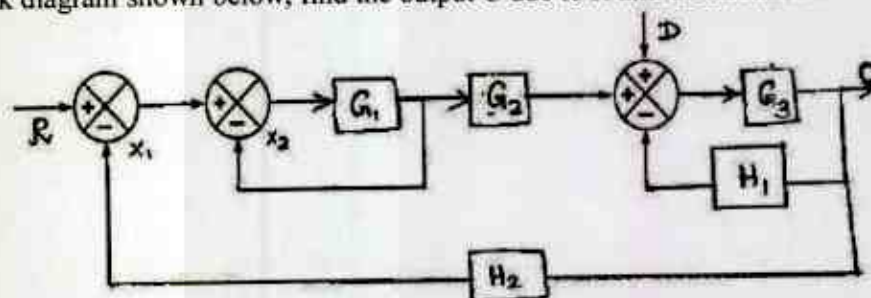 k diagram shown below, find the output C due to
D
R + - X1 + - X2 G1 G2 + + - G3 C
H1
H2